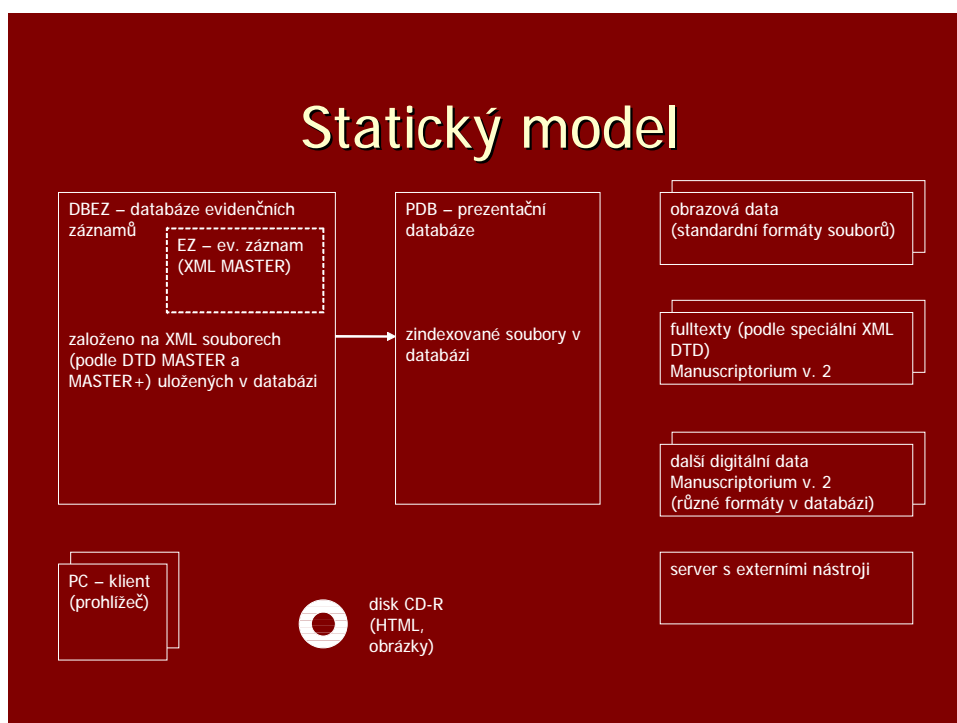 Statický model
DBEZ – databáze evidenčních
záznamů
EZ – ev. záznam
(XML MASTER)
založeno na XML souborech
(podle DTD MASTER a
MASTER+) uložených v databázi
PDB – prezentační
databáze
zindexované soubory v
databázi
obrazová data
(standardní formáty souborů)
fulltexty (podle speciální XML
DTD)
Manuscriptorium v. 2
další digitální data
Manuscriptorium v. 2
(různé formáty v databázi)
PC – klient
(prohlížeč)
disk CD-R
(HTML,
obrázky)
server s externími nástroji